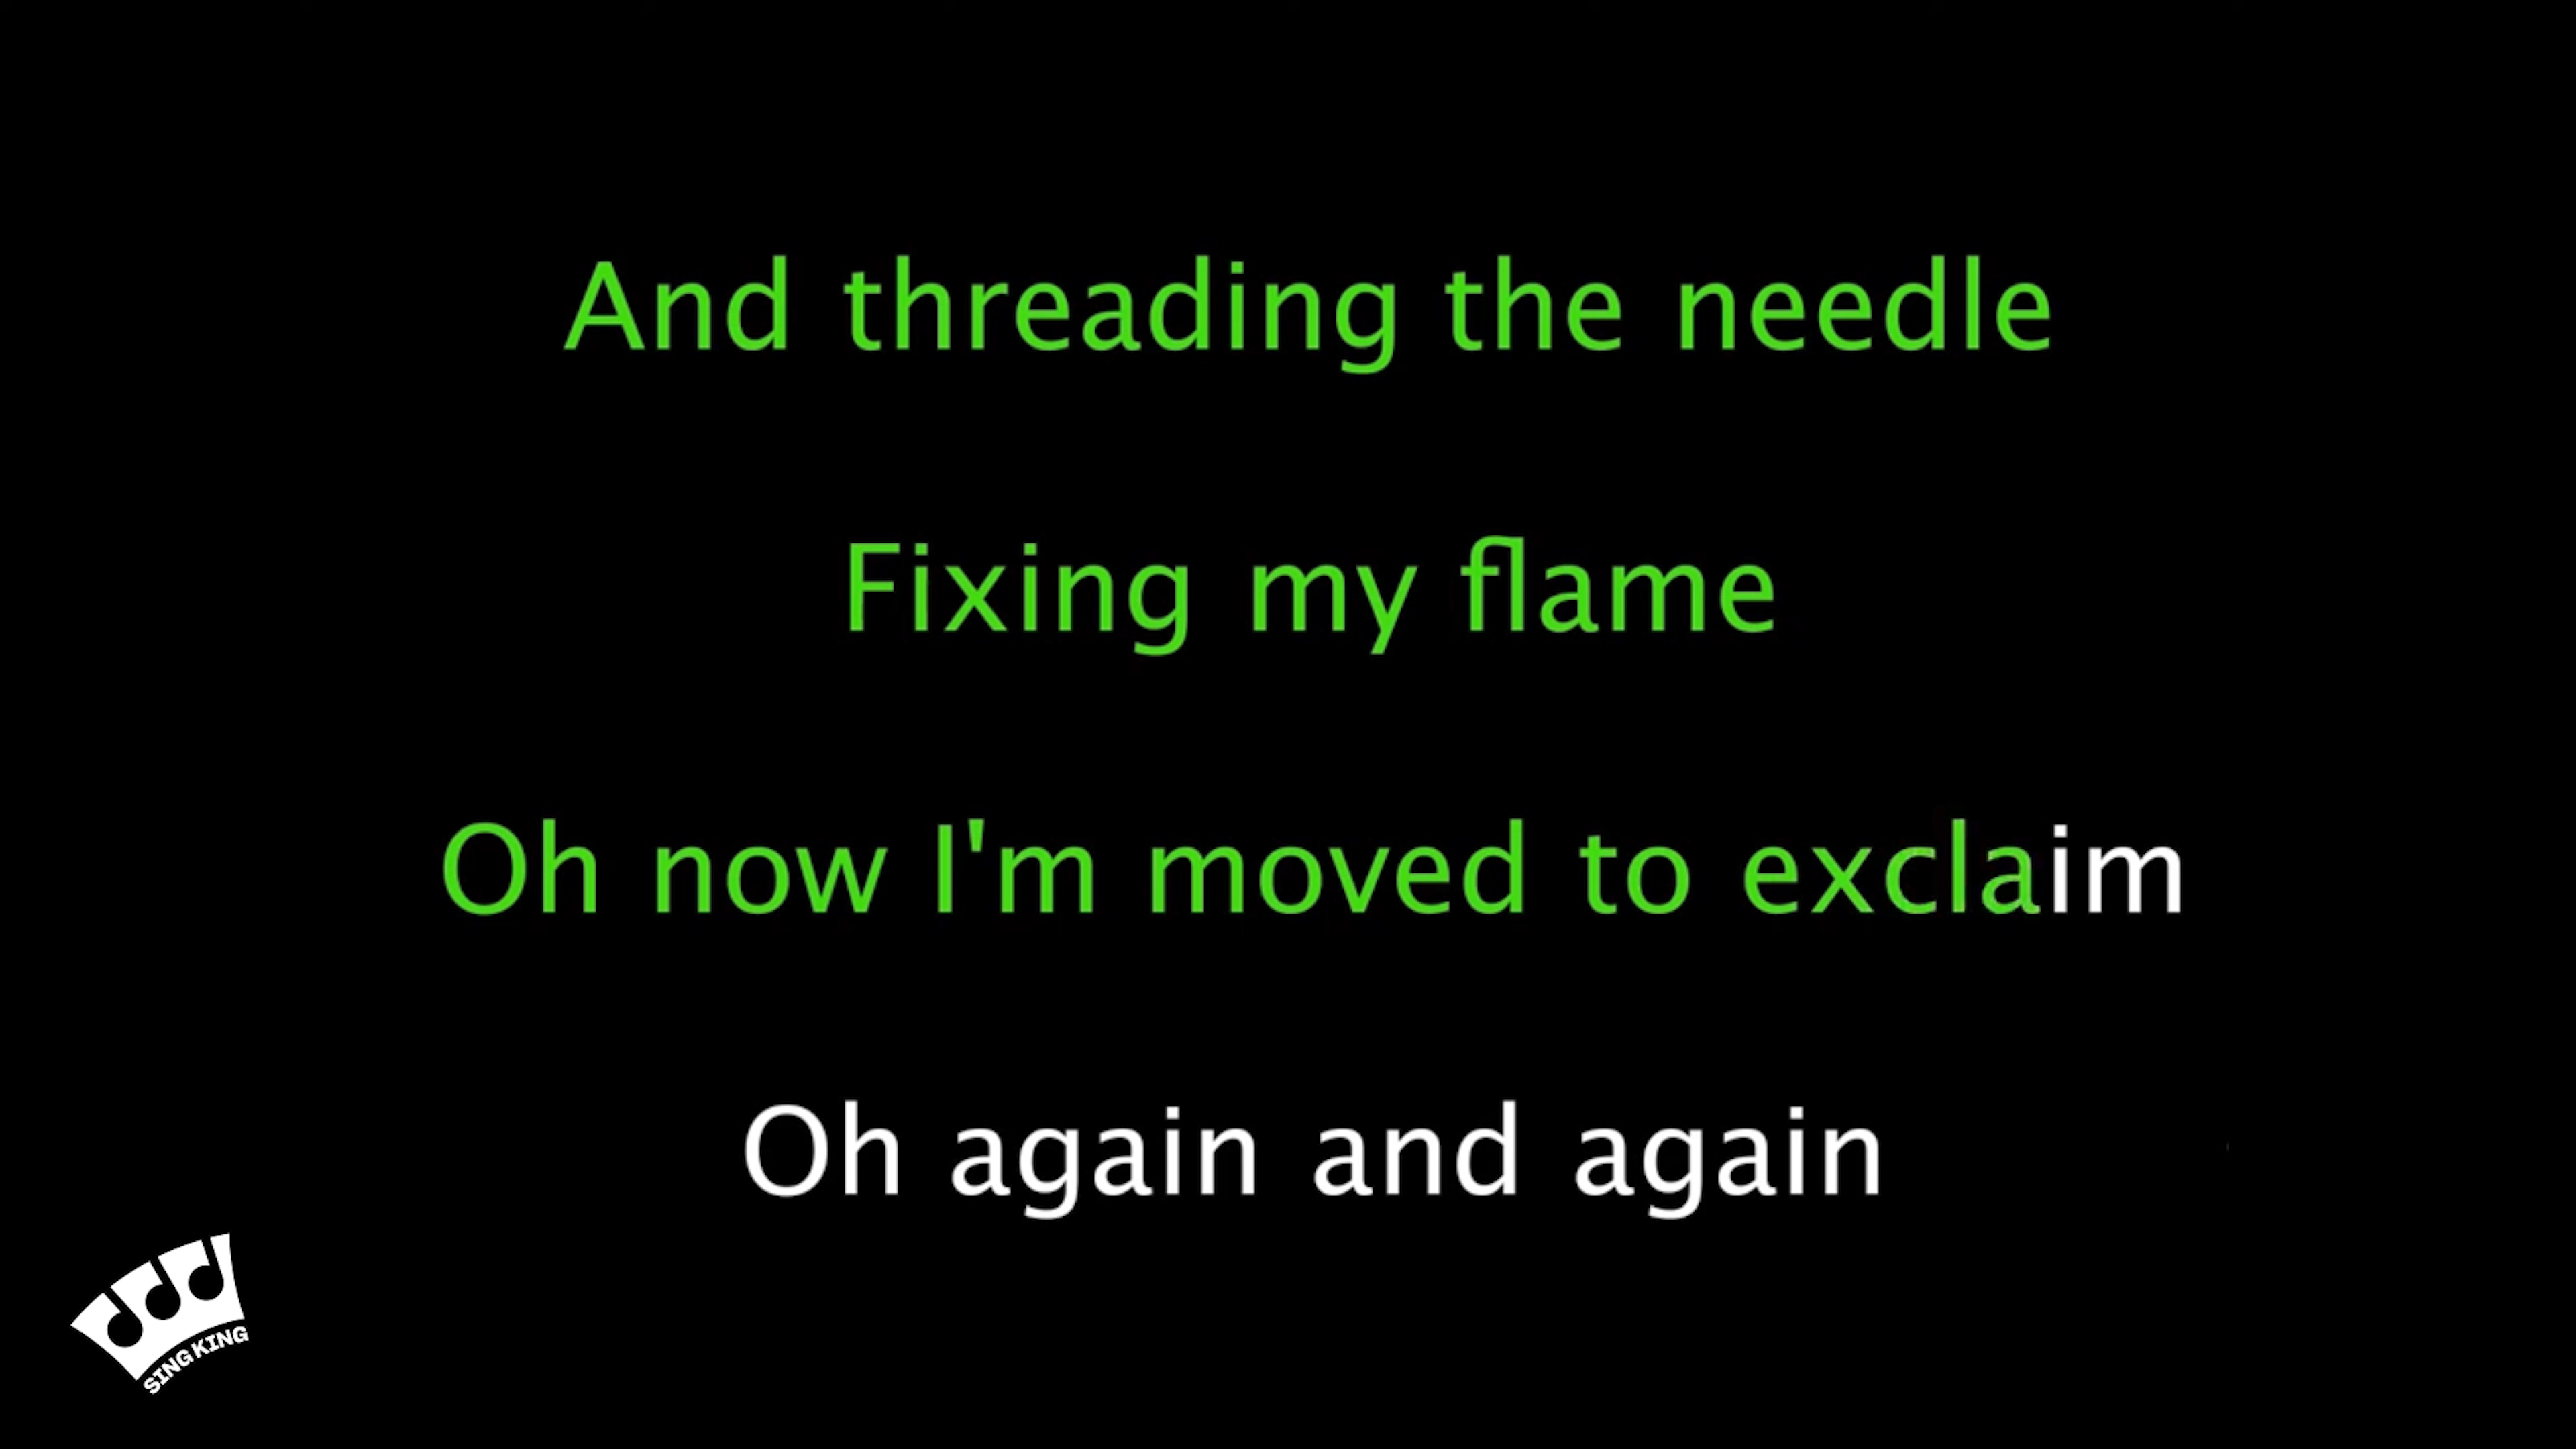 And threading the needle
Fixing my flame
Oh now I'm moved to exclaim
Oh again and again
SING KING